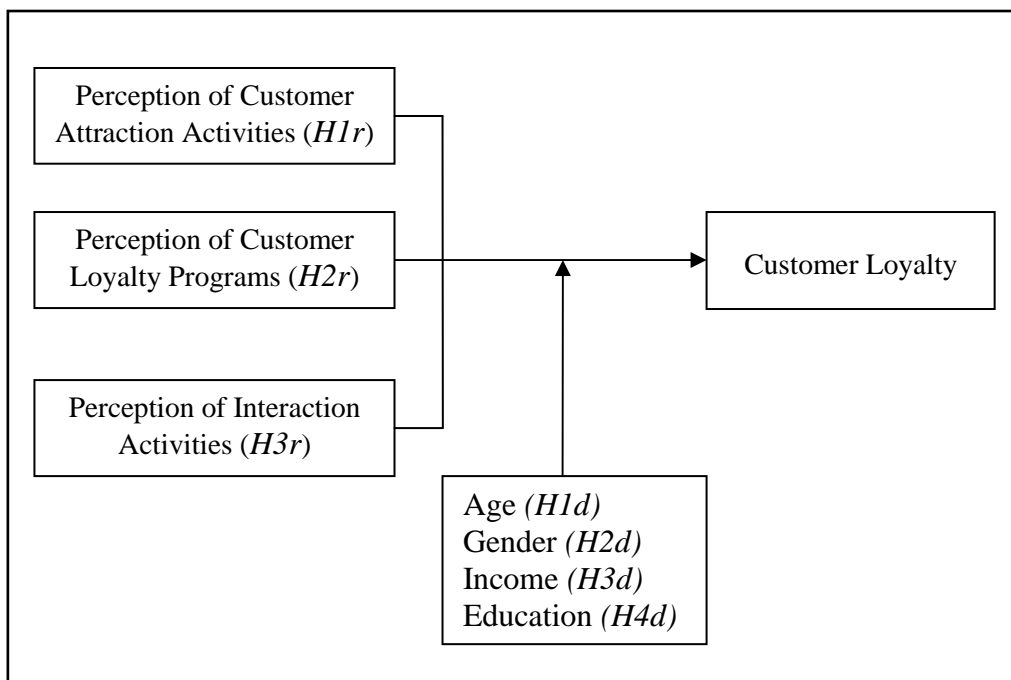 Perception of Customer
Attraction Activities (H1r)
Perception of Customer
Loyalty Programs (H2r)
Customer Loyalty
Perception of Interaction
Activities (H3r)
Age (H1d)
Gender (H2d)
Income (H3d)
Education (H4d)